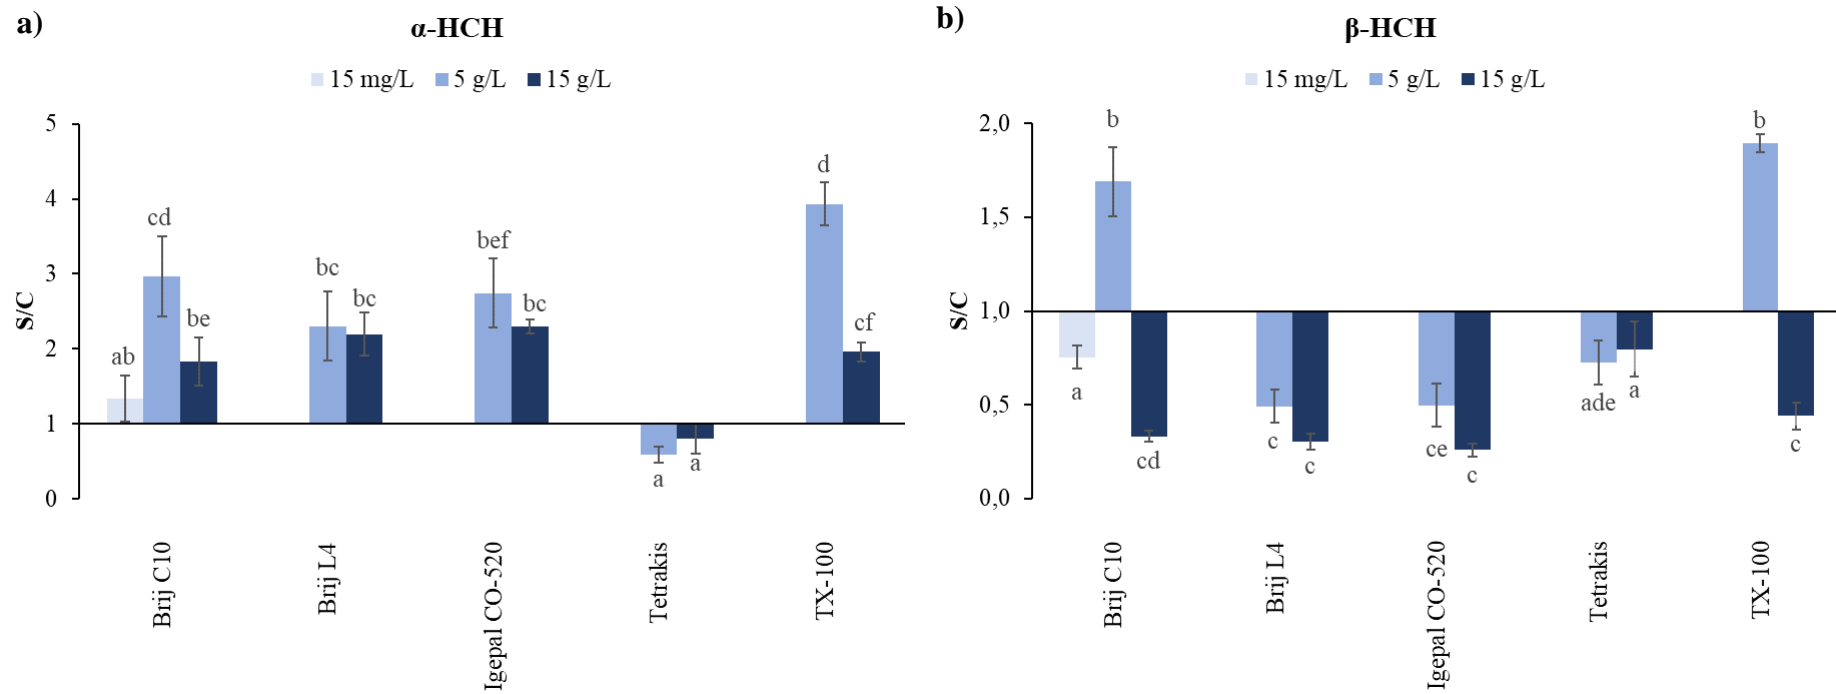 a)
α-HCH
15 mg/L 5 g/L 15 g/L
S/C
5
4
3
2
1
0
ab
cd
be
bc
bc
bef
bc
a
a
d
cf
Brij C10
Brij L4
Igepal CO-520
Tetrakis
TX-100
b)
β-HCH
15 mg/L 5 g/L 15 g/L
S/C
2,0
1,5
1,0
0,5
0,0
a
b
cd
c
c
ce
c
ade
a
b
c
Brij C10
Brij L4
Igepal CO-520
Tetrakis
TX-100